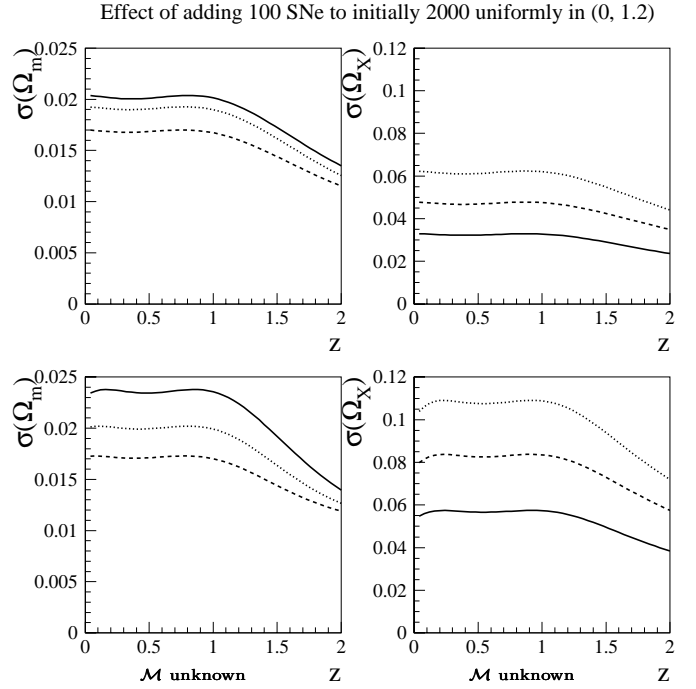 Effect of adding 100 SNe to initially 2000 uniformly in (0, 1.2)
σ(Ωm)
0.025
0.02
0.015
0.01
0.005
0
0 0.5 1 1.5 2
z
σ(ΩX)
0.12
0.1
0.08
0.06
0.04
0.02
0
0 0.5 1 1.5 2
z
σ(Ωm)
0.025
0.02
0.015
0.01
0.005
0
0 0.5 1 1.5 2
ℳ unknown z
σ(ΩX)
0.12
0.1
0.08
0.06
0.04
0.02
0
0 0.5 1 1.5 2
ℳ unknown z